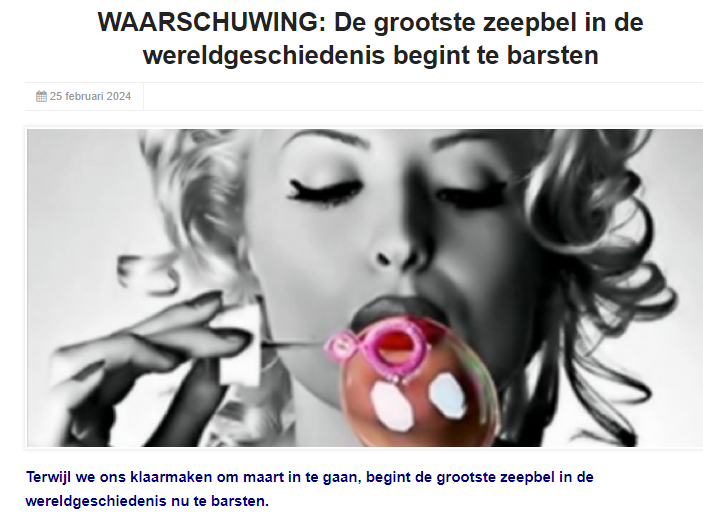 WAARSCHUWING: De grootste zeepbel in de
wereldgeschiedenis begint te barsten
25 februari 2024
Terwijl we ons klaarmaken om maart in te gaan, begint de grootste zeepbel in de
wereldgeschiedenis nu te barsten.